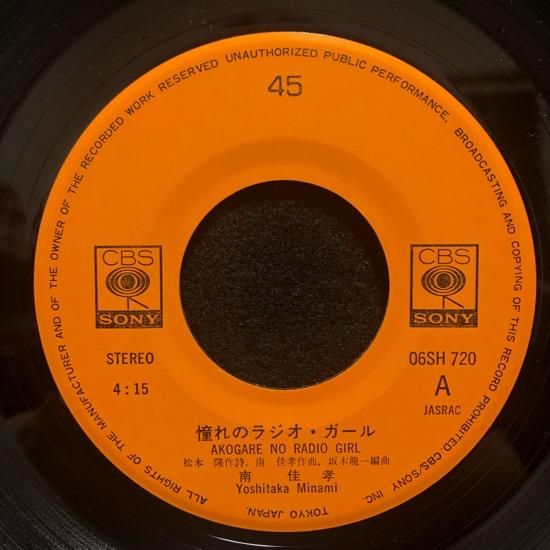 ALL RIGHTS OF THE MANUFACTURER AND OF THE OWNER OF THE RECORDED WORK RESERVED UNAUTHORIZED PUBLIC PERFORMANCE, BROADCASTING AND COPYING OF THIS RECORD PROHIBITED-CBS/SONY INC. TOKYO JAPAN.
45
CBS
SONY
CBS
SONY
STEREO
06SH 720
4:15
A
JASRAC
憧れのラジオ・ガール
AKOGARE NO RADIO GIRL
松本 隆作詩, 南 佳孝作曲, 坂本龍一編曲
南 佳孝
Yoshitaka Minami